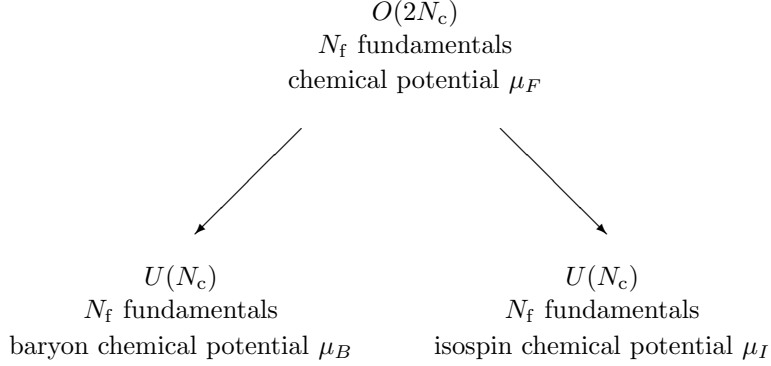 O(2N_c)
N_f fundamentals
chemical potential μ_F
U(N_c)
N_f fundamentals
baryon chemical potential μ_B
U(N_c)
N_f fundamentals
isospin chemical potential μ_I